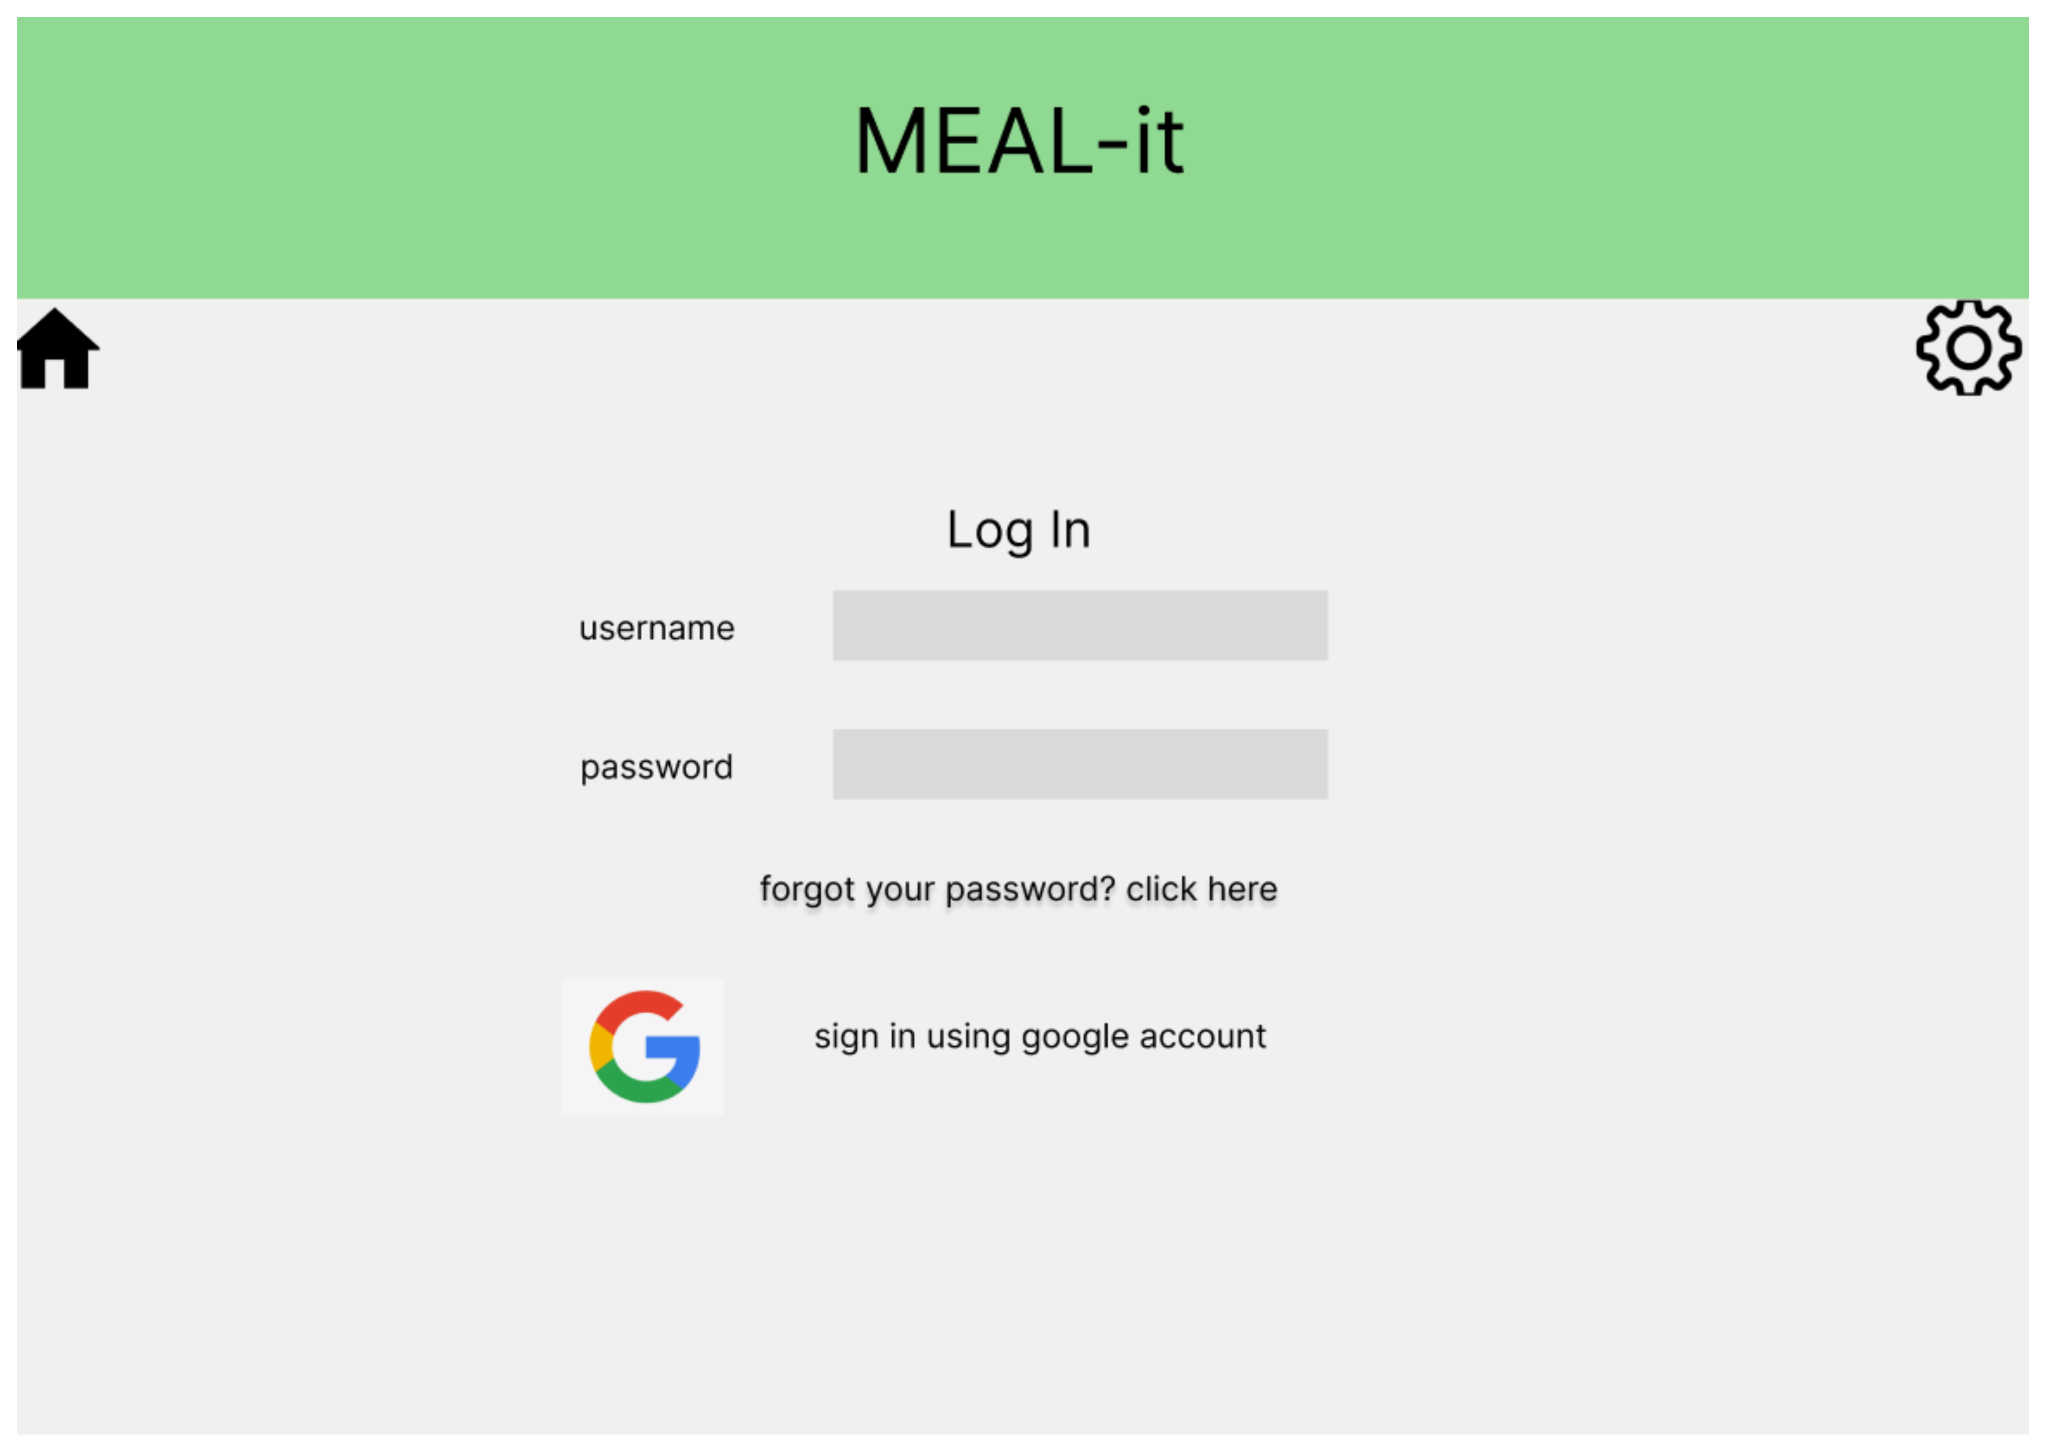 MEAL-it
Log In
username
password
forgot your password? click here
sign in using google account